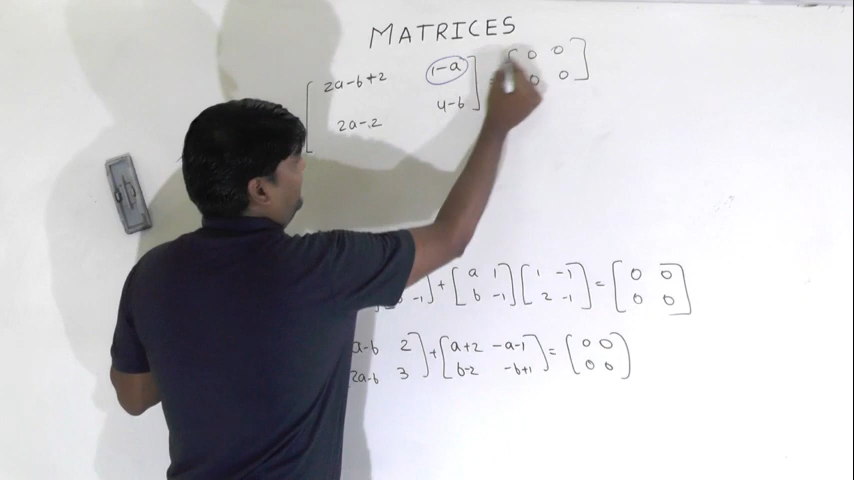 MATRICES
[ 2a-b+2 1-a ] = [ 0 0 ]
[ 2a-2 4-b ] [ 0 0 ]
-1 ] + [ a 1 ] [ 1 -1 ] = [ 0 0 ]
[ b -1 ] [ 2 -1 ] [ 0 0 ]
a-b 2 ] + [ a+2 -a-1 ] = [ 0 0 ]
2a-b 3 ] [ b-2 -b+1 ] [ 0 0 ]